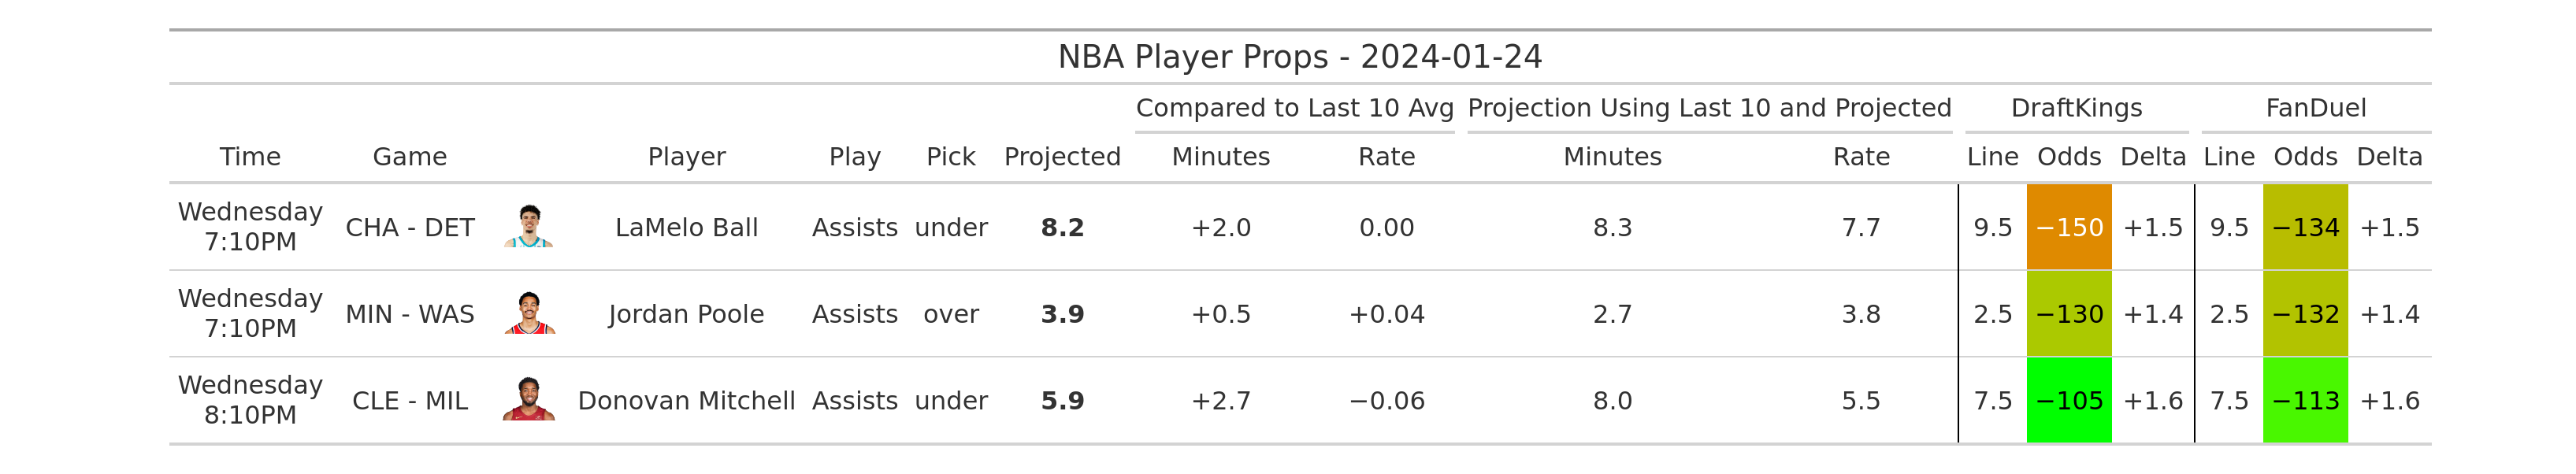 NBA Player Props - 2024-01-24
Compared to Last 10 Avg Projection Using Last 10 and Projected DraftKings FanDuel
Time Game Player Play Pick Projected Minutes Rate Minutes Rate Line Odds Delta Line Odds Delta
Wednesday
7:10PM CHA - DET LaMelo Ball Assists under 8.2 +2.0 0.00 8.3 7.7 9.5 −150 +1.5 9.5 −134 +1.5
Wednesday
7:10PM MIN - WAS Jordan Poole Assists over 3.9 +0.5 +0.04 2.7 3.8 2.5 −130 +1.4 2.5 −132 +1.4
Wednesday
8:10PM CLE - MIL Donovan Mitchell Assists under 5.9 +2.7 −0.06 8.0 5.5 7.5 −105 +1.6 7.5 −113 +1.6